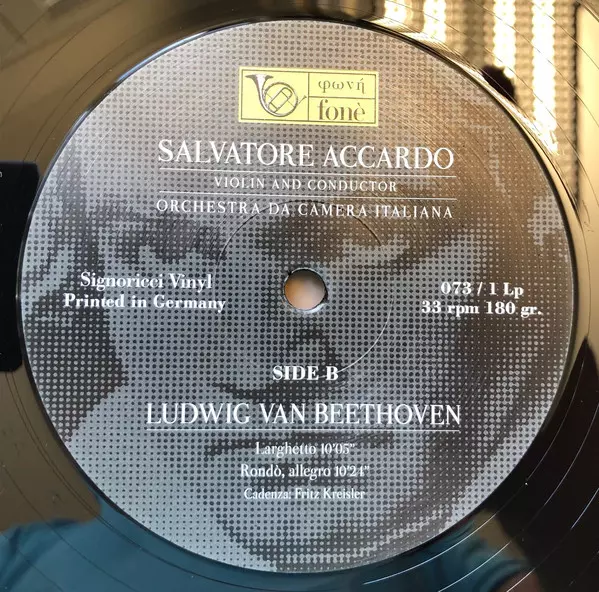 φωνή
fonè
SALVATORE ACCARDO
VIOLIN AND CONDUCTOR
ORCHESTRA DA CAMERA ITALIANA
Signoricci Vinyl
Printed in Germany
073 / 1 Lp
33 rpm 180 gr.
SIDE B
LUDWIG VAN BEETHOVEN
Larghetto 10'05"
Rondò, allegro 10'24"
Cadenza: Fritz Kreisler